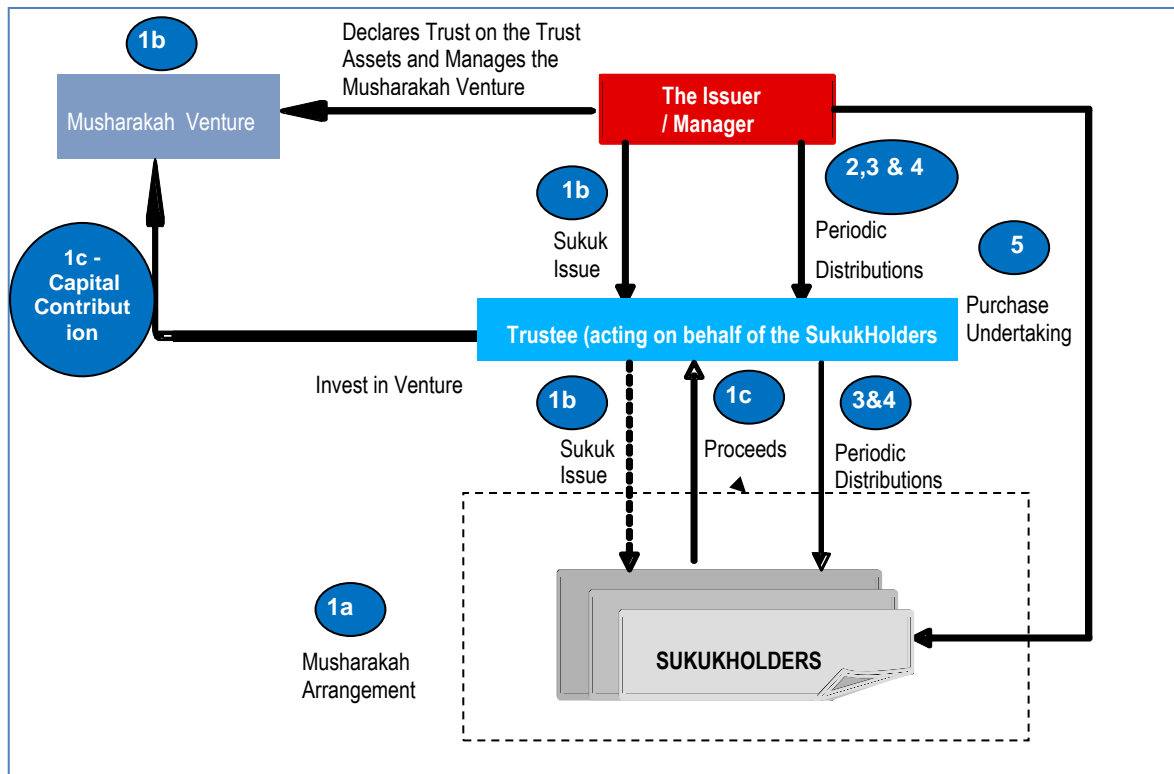 1b
Declares Trust on the Trust
Assets and Manages the
Musharakah Venture
Musharakah Venture
The Issuer
/ Manager
1b
Sukuk
Issue
2,3 & 4
Periodic
Distributions
5
Purchase
Undertaking
1c -
Capital
Contribut
ion
Trustee (acting on behalf of the SukukHolders
Invest in Venture
1b
Sukuk
Issue
1c
Proceeds
3&4
Periodic
Distributions
1a
Musharakah
Arrangement
SUKUKHOLDERS